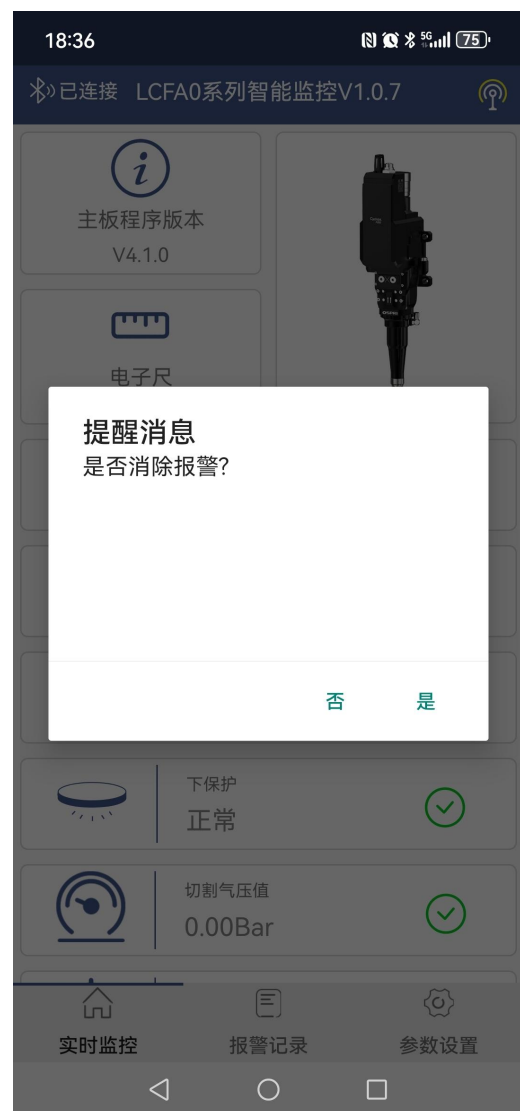 18:36
5G
75
已连接 LCFA0系列智能监控V1.0.7
主板程序版本
V4.1.0
电子尺
提醒消息
是否消除报警?
否 是
下保护
正常
切割气压值
0.00Bar
实时监控 报警记录 参数设置